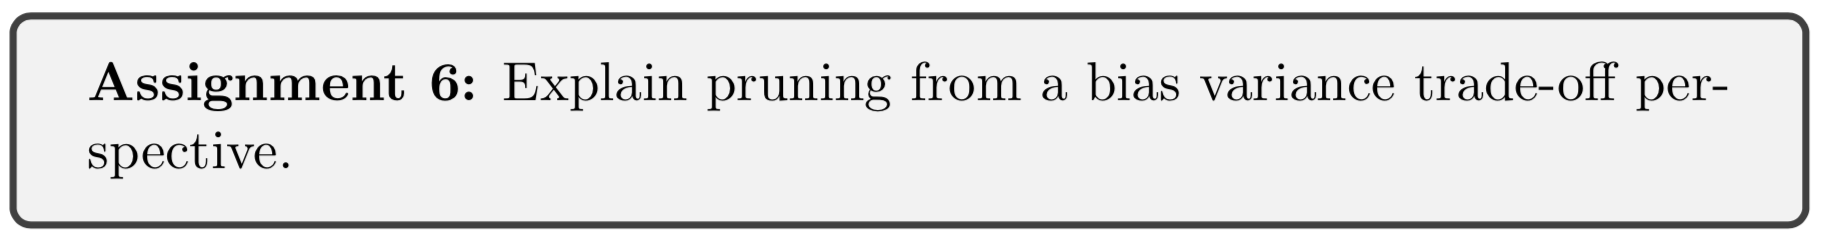 Assignment 6: Explain pruning from a bias variance trade-off per-
spective.